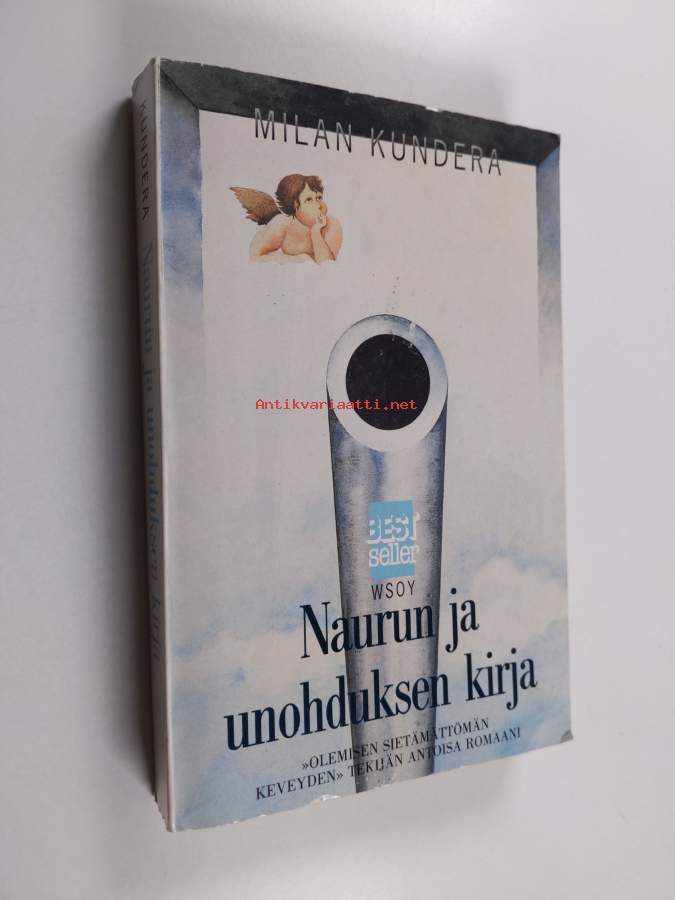 MILAN KUNDERA
KUNDERA Naurun ja unohduksen kirja
Antikvariaatti.net
BEST
seller
WSOY
Naurun ja
unohduksen kirja
»OLEMISEN SIETÄMÄTTÖMÄN
KEVEYDEN» TEKIJÄN ANTOISA ROMAANI